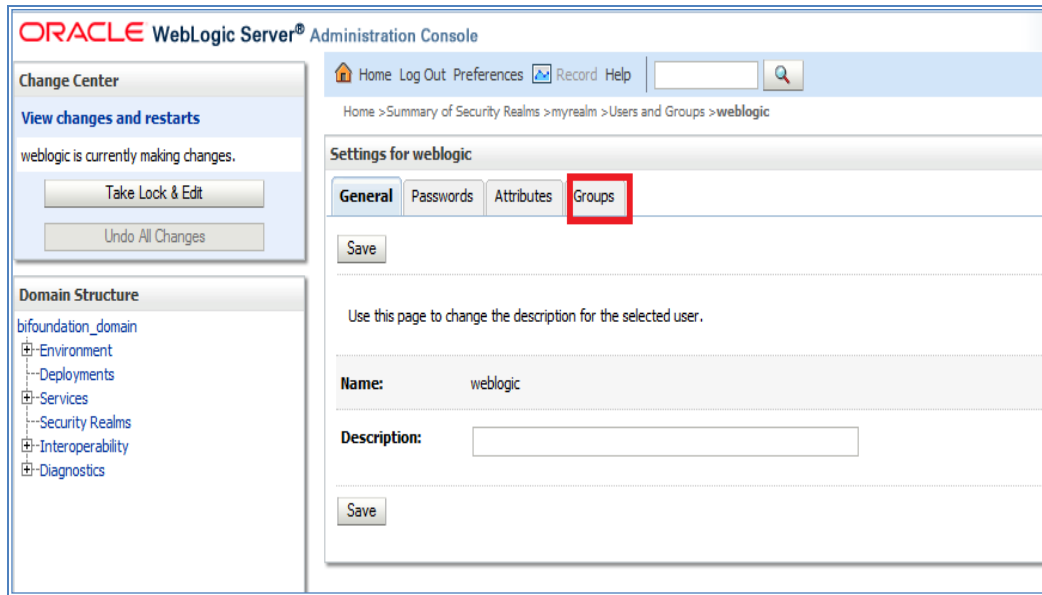 ORACLE WebLogic Server® Administration Console
Change Center
View changes and restarts
weblogic is currently making changes.
Take Lock & Edit
Undo All Changes
Domain Structure
bifoundation_domain
Environment
Deployments
Services
Security Realms
Interoperability
Diagnostics
Home Log Out Preferences Record Help
Home >Summary of Security Realms >myrealm >Users and Groups >weblogic
Settings for weblogic
General Passwords Attributes Groups
Save
Use this page to change the description for the selected user.
Name: weblogic
Description:
Save